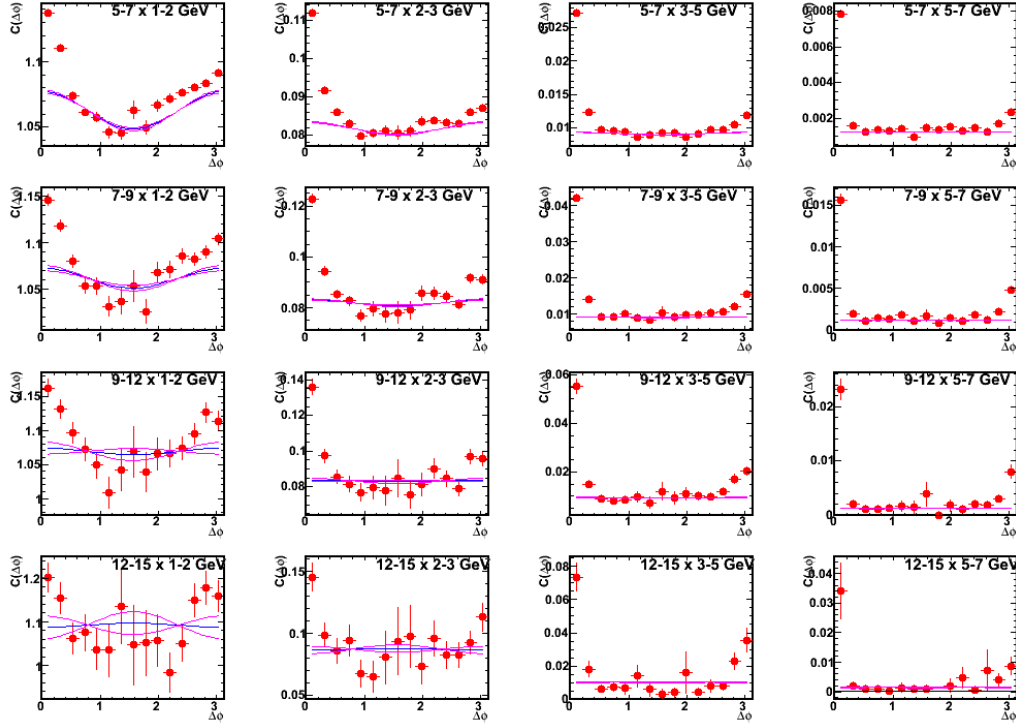 C(Δφ)
5-7 x 1-2 GeV
1.1
1.05
0 1 2 3
Δφ
C(Δφ)
5-7 x 2-3 GeV
0.11
0.1
0.09
0.08
0 1 2 3
Δφ
C(Δφ)
5-7 x 3-5 GeV
0.025
0.02
0.015
0.01
0 1 2 3
Δφ
C(Δφ)
5-7 x 5-7 GeV
0.008
0.006
0.004
0.002
0 1 2 3
Δφ
C(Δφ)
7-9 x 1-2 GeV
1.15
1.1
1.05
0 1 2 3
Δφ
C(Δφ)
7-9 x 2-3 GeV
0.12
0.1
0.08
0 1 2 3
Δφ
C(Δφ)
7-9 x 3-5 GeV
0.04
0.03
0.02
0.01
0 1 2 3
Δφ
C(Δφ)
7-9 x 5-7 GeV
0.015
0.01
0.005
0
0 1 2 3
Δφ
C(Δφ)
9-12 x 1-2 GeV
1.15
1.1
1.05
1
0 1 2 3
Δφ
C(Δφ)
9-12 x 2-3 GeV
0.14
0.12
0.1
0.08
0 1 2 3
Δφ
C(Δφ)
9-12 x 3-5 GeV
0.06
0.04
0.02
0 1 2 3
Δφ
C(Δφ)
9-12 x 5-7 GeV
0.02
0.01
0
0 1 2 3
Δφ
C(Δφ)
12-15 x 1-2 GeV
1.2
1.1
1
0 1 2 3
Δφ
C(Δφ)
12-15 x 2-3 GeV
0.15
0.1
0.05
0 1 2 3
Δφ
C(Δφ)
12-15 x 3-5 GeV
0.08
0.06
0.04
0.02
0
0 1 2 3
Δφ
C(Δφ)
12-15 x 5-7 GeV
0.04
0.03
0.02
0.01
0
0 1 2 3
Δφ